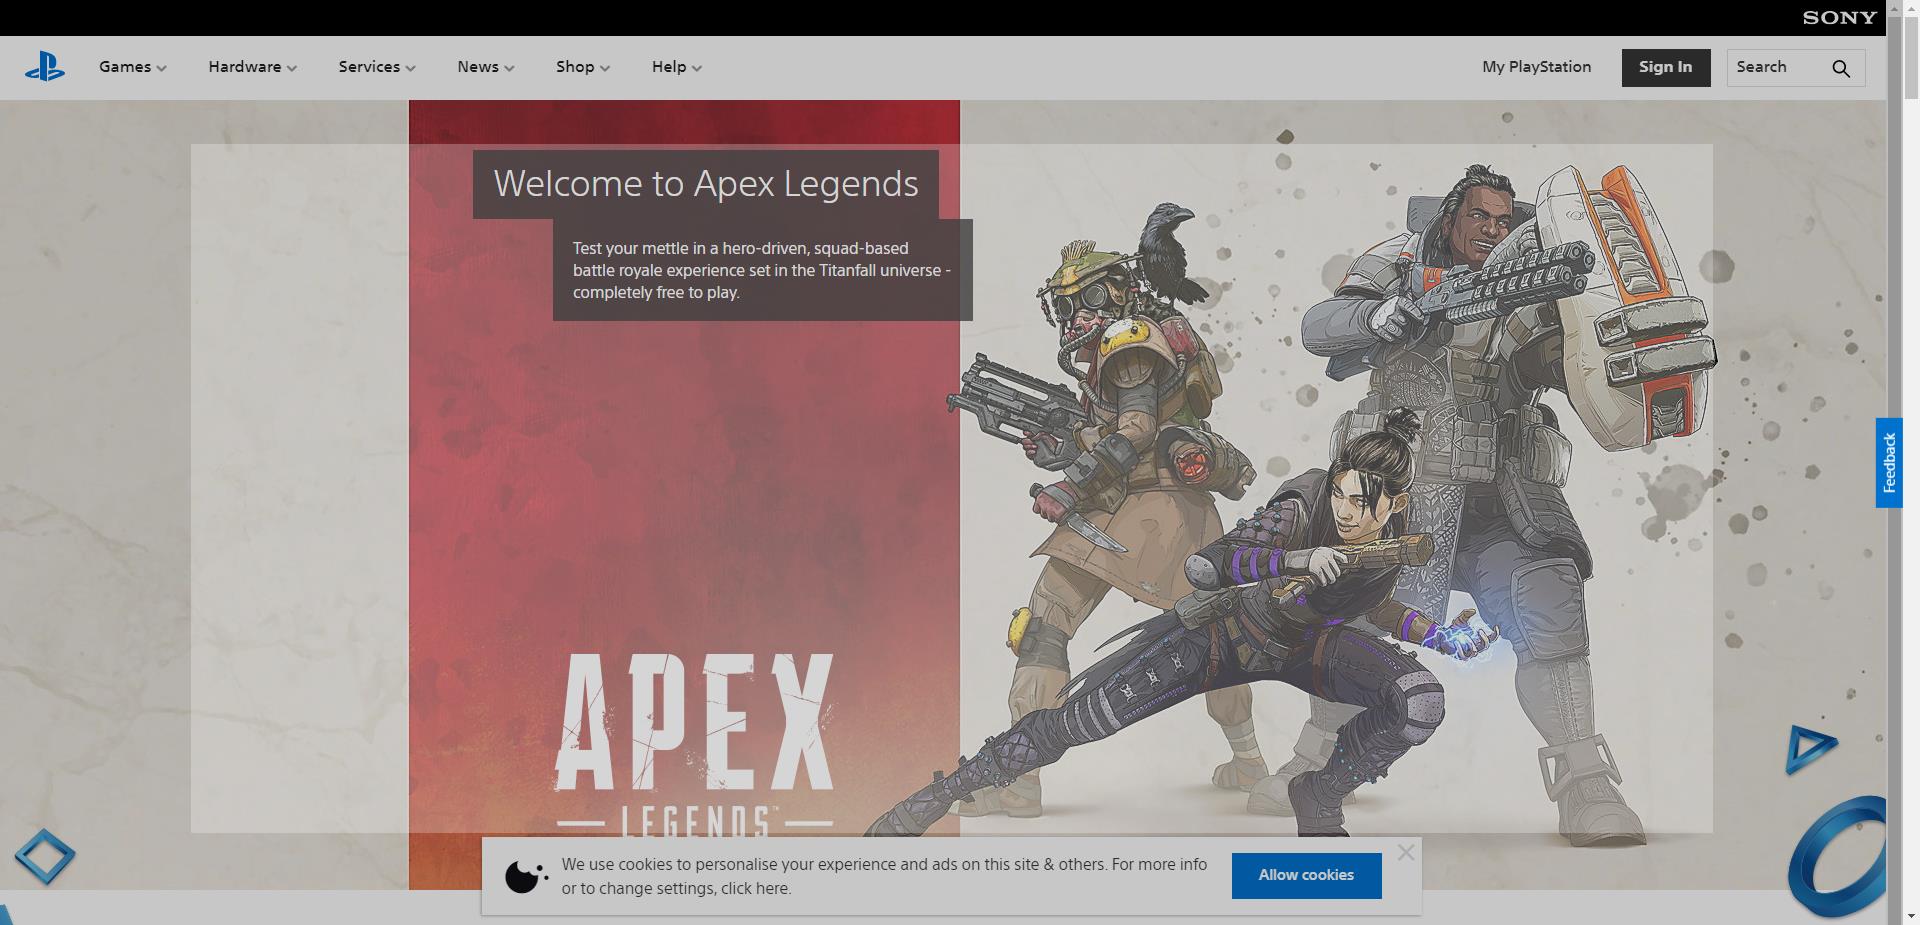 SONY
Games
Hardware
Services
News
Shop
Help
My PlayStation
Sign In
Search
Welcome to Apex Legends
Test your mettle in a hero-driven, squad-based
battle royale experience set in the Titanfall universe -
completely free to play.
Feedback
APEX
LEGENDS™
We use cookies to personalise your experience and ads on this site & others. For more info
or to change settings, click here.
Allow cookies